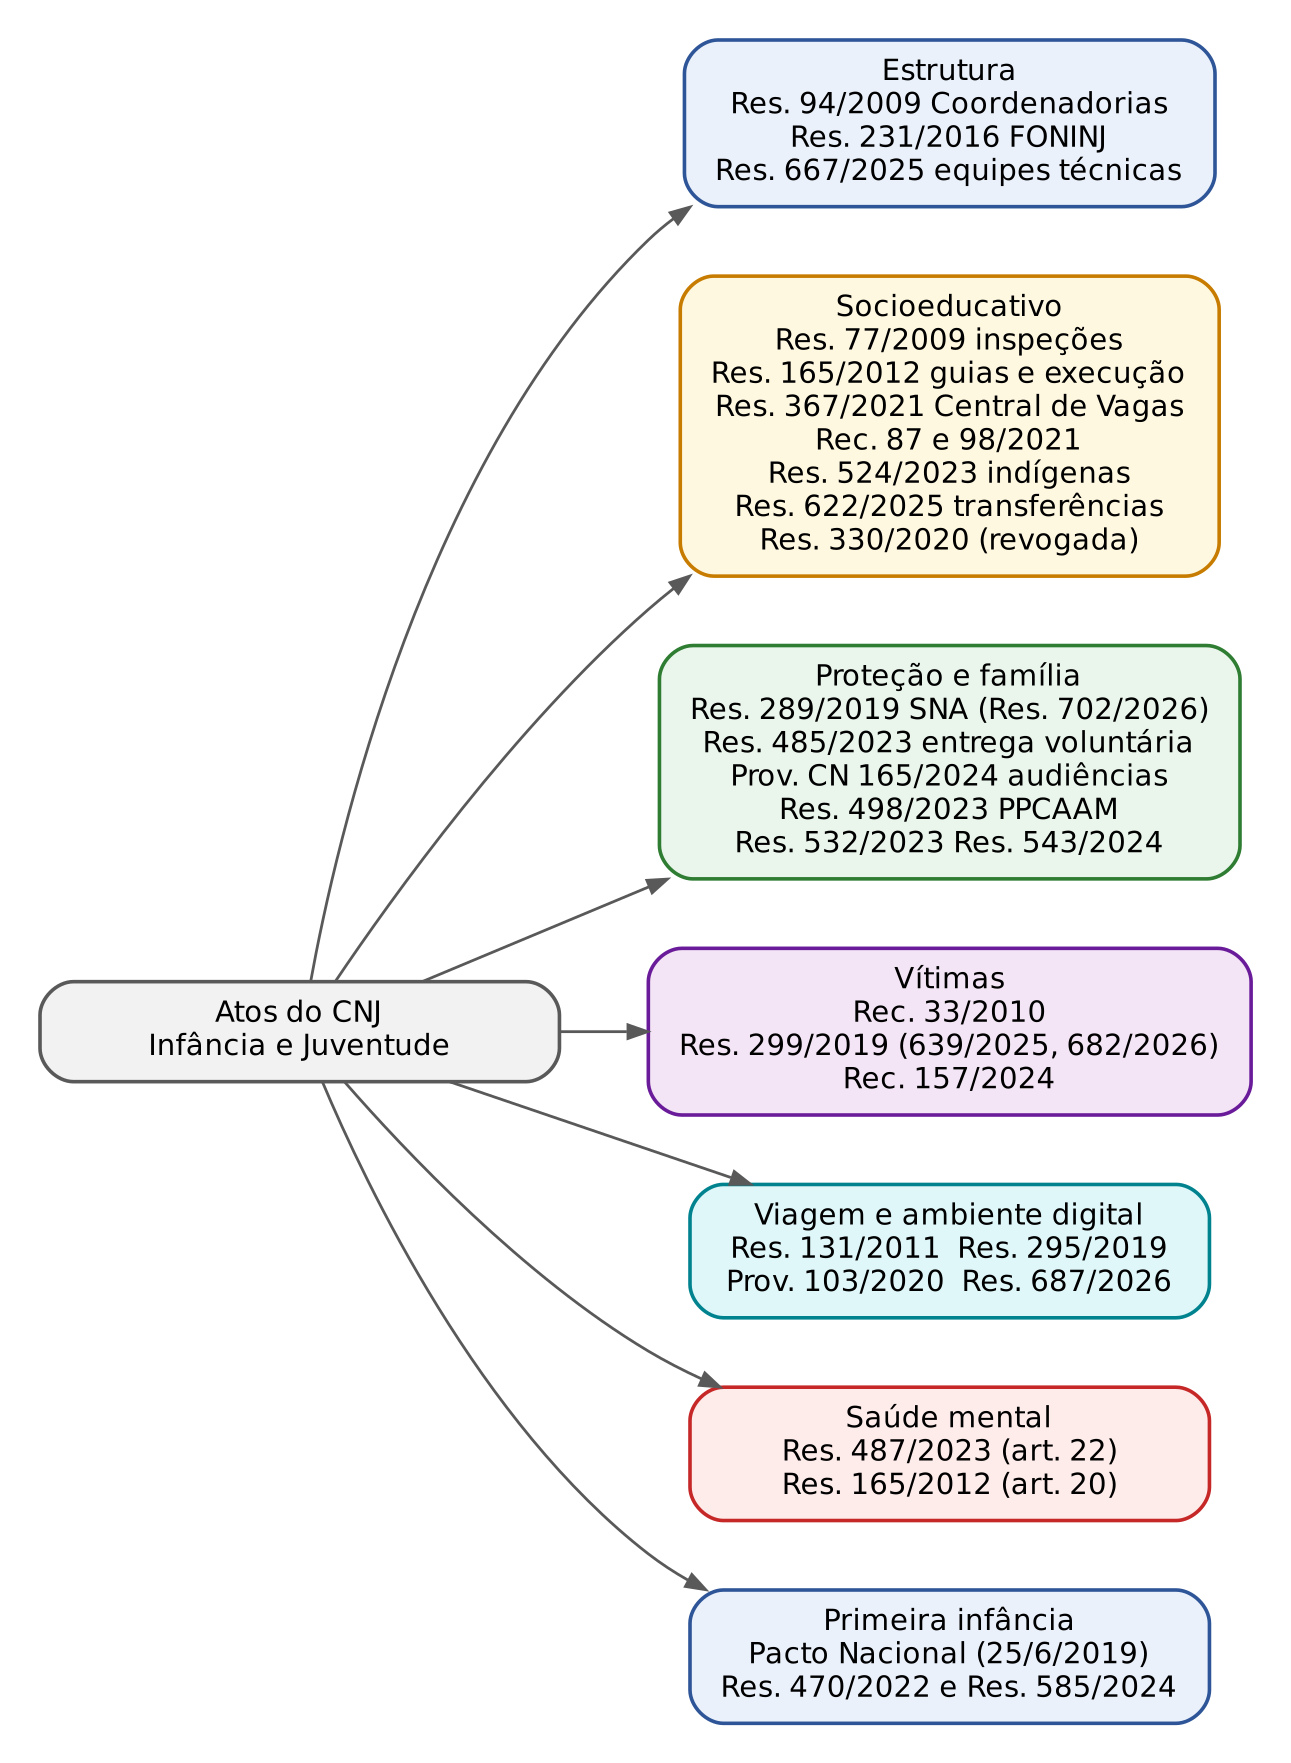 Estrutura
Res. 94/2009 Coordenadorias
Res. 231/2016 FONINJ
Res. 667/2025 equipes técnicas
Socioeducativo
Res. 77/2009 inspeções
Res. 165/2012 guias e execução
Res. 367/2021 Central de Vagas
Rec. 87 e 98/2021
Res. 524/2023 indígenas
Res. 622/2025 transferências
Res. 330/2020 (revogada)
Proteção e família
Res. 289/2019 SNA (Res. 702/2026)
Res. 485/2023 entrega voluntária
Prov. CN 165/2024 audiências
Res. 498/2023 PPCAAM
Res. 532/2023 Res. 543/2024
Atos do CNJ
Infância e Juventude
Vítimas
Rec. 33/2010
Res. 299/2019 (639/2025, 682/2026)
Rec. 157/2024
Viagem e ambiente digital
Res. 131/2011  Res. 295/2019
Prov. 103/2020  Res. 687/2026
Saúde mental
Res. 487/2023 (art. 22)
Res. 165/2012 (art. 20)
Primeira infância
Pacto Nacional (25/6/2019)
Res. 470/2022 e Res. 585/2024